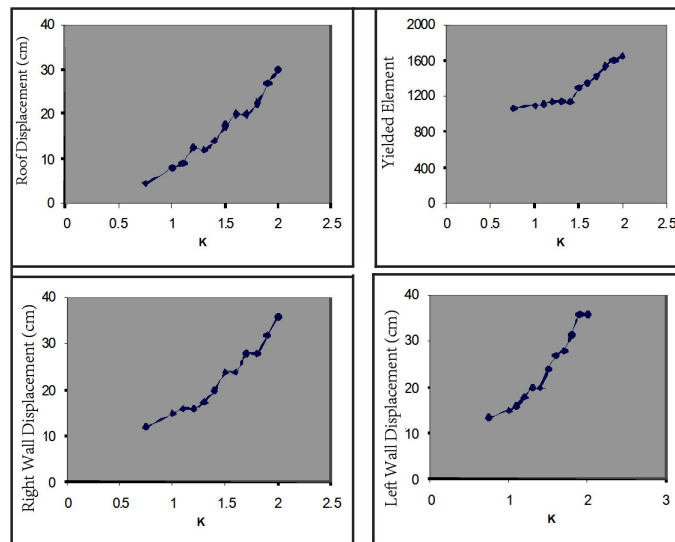 Roof Displacement (cm)
40
30
20
10
0
0 0.5 1 1.5 2 2.5
K
Yielded Element
2000
1600
1200
800
400
0
0 0.5 1 1.5 2 2.5
K
Right Wall Displacement (cm)
40
30
20
10
0
0 0.5 1 1.5 2 2.5
K
Left Wall Displacement (cm)
40
30
20
10
0
0 1 2 3
K